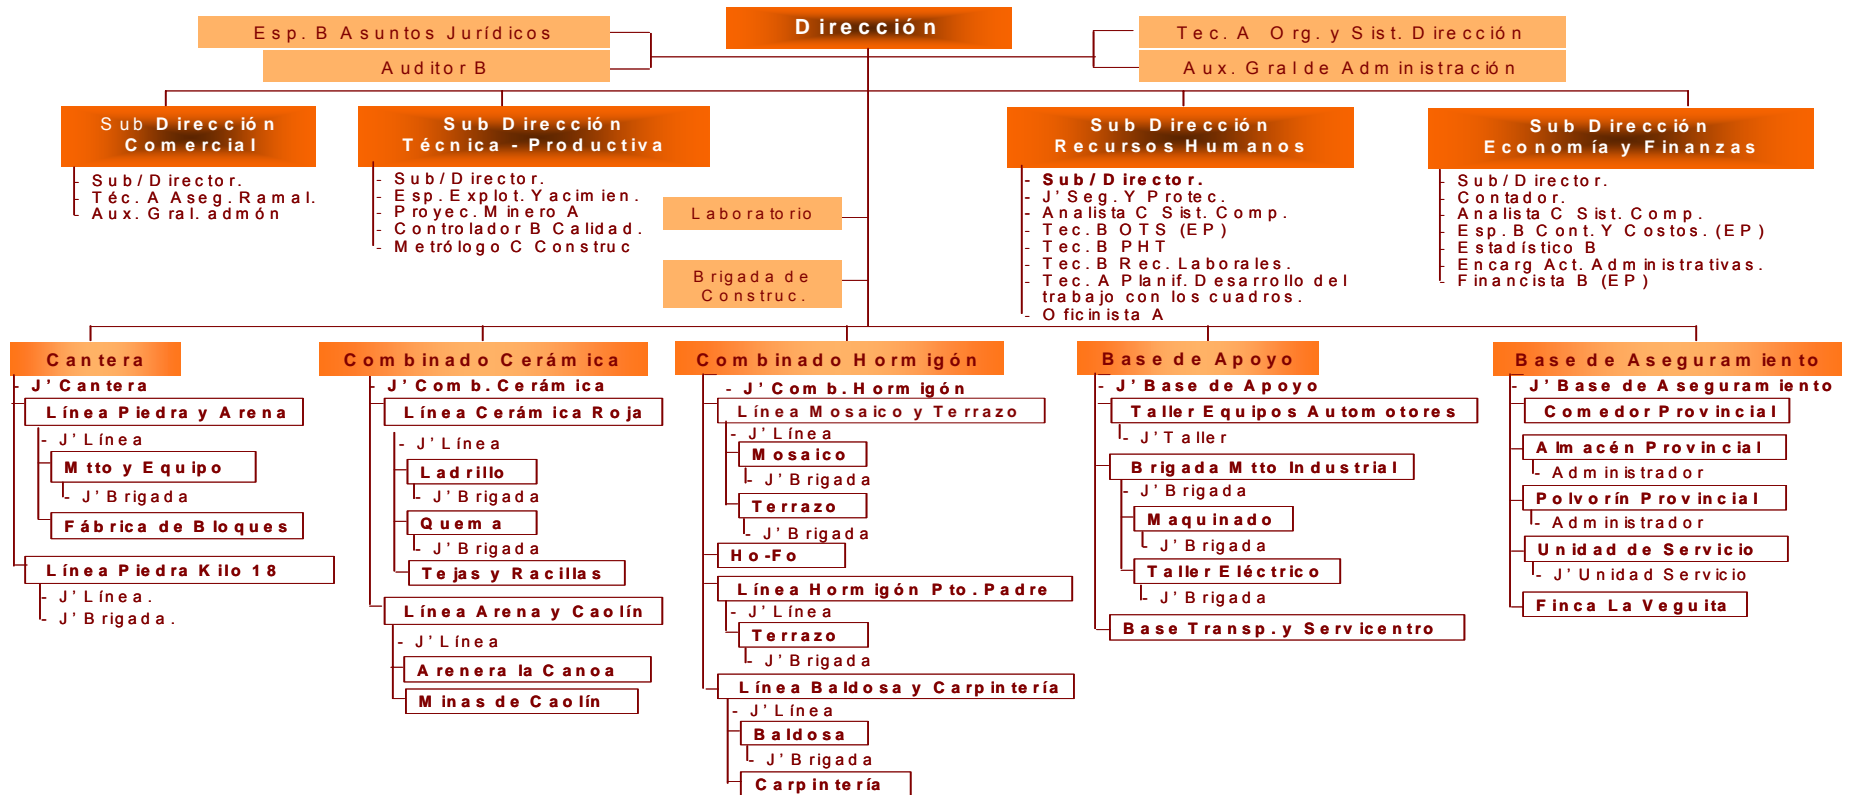 Dirección
Esp. B Asuntos Jurídicos
Auditor B
Tec. A Org. y Sist. Dirección
Aux. Gral de Administración
Sub Dirección
Comercial
- Sub/Director.
- Téc. A Aseg. Ramal.
- Aux. Gral. admón
Sub Dirección
Técnica - Productiva
- Sub/Director.
- Esp. Explot. Yacimien.
- Proyec. Minero A
- Controlador B Calidad.
- Metrólogo C Construc
Laboratorio
Brigada de
Construc.
Sub Dirección
Recursos Humanos
- Sub/Director.
- J' Seg. Y Protec.
- Analista C Sist. Comp.
- Tec. B OTS (EP)
- Tec. B PHT
- Tec. B Rec. Laborales.
- Tec. A Planif. Desarrollo del
trabajo con los cuadros.
- Oficinista A
Sub Dirección
Economía y Finanzas
- Sub/Director.
- Contador.
- Analista C Sist. Comp.
- Esp. B Cont. Y Costos. (EP)
- Estadístico B
- Encarg Act. Administrativas.
- Financista B (EP)
Cantera
- J' Cantera
Línea Piedra y Arena
- J' Línea
Mtto y Equipo
- J' Brigada
Fábrica de Bloques
Línea Piedra Kilo 18
- J' Línea.
- J' Brigada.
Combinado Cerámica
- J' Comb. Cerámica
Línea Cerámica Roja
- J' Línea
Ladrillo
- J' Brigada
Quema
- J' Brigada
Tejas y Racillas
Línea Arena y Caolín
- J' Línea
Arenera la Canoa
Minas de Caolín
Combinado Hormigón
- J' Comb. Hormigón
Línea Mosaico y Terrazo
- J' Línea
Mosaico
- J' Brigada
Terrazo
- J' Brigada
Ho-Fo
Línea Hormigón Pto. Padre
- J' Línea
Terrazo
- J' Brigada
Línea Baldosa y Carpintería
- J' Línea
Baldosa
- J' Brigada
Carpintería
Base de Apoyo
- J' Base de Apoyo
Taller Equipos Automotores
- J' Taller
Brigada Mtto Industrial
- J' Brigada
Maquinado
- J' Brigada
Taller Eléctrico
- J' Brigada
Base Transp. y Servicentro
Base de Aseguramiento
- J' Base de Aseguramiento
Comedor Provincial
Almacén Provincial
- Administrador
Polvorín Provincial
- Administrador
Unidad de Servicio
- J' Unidad Servicio
Finca La Veguita